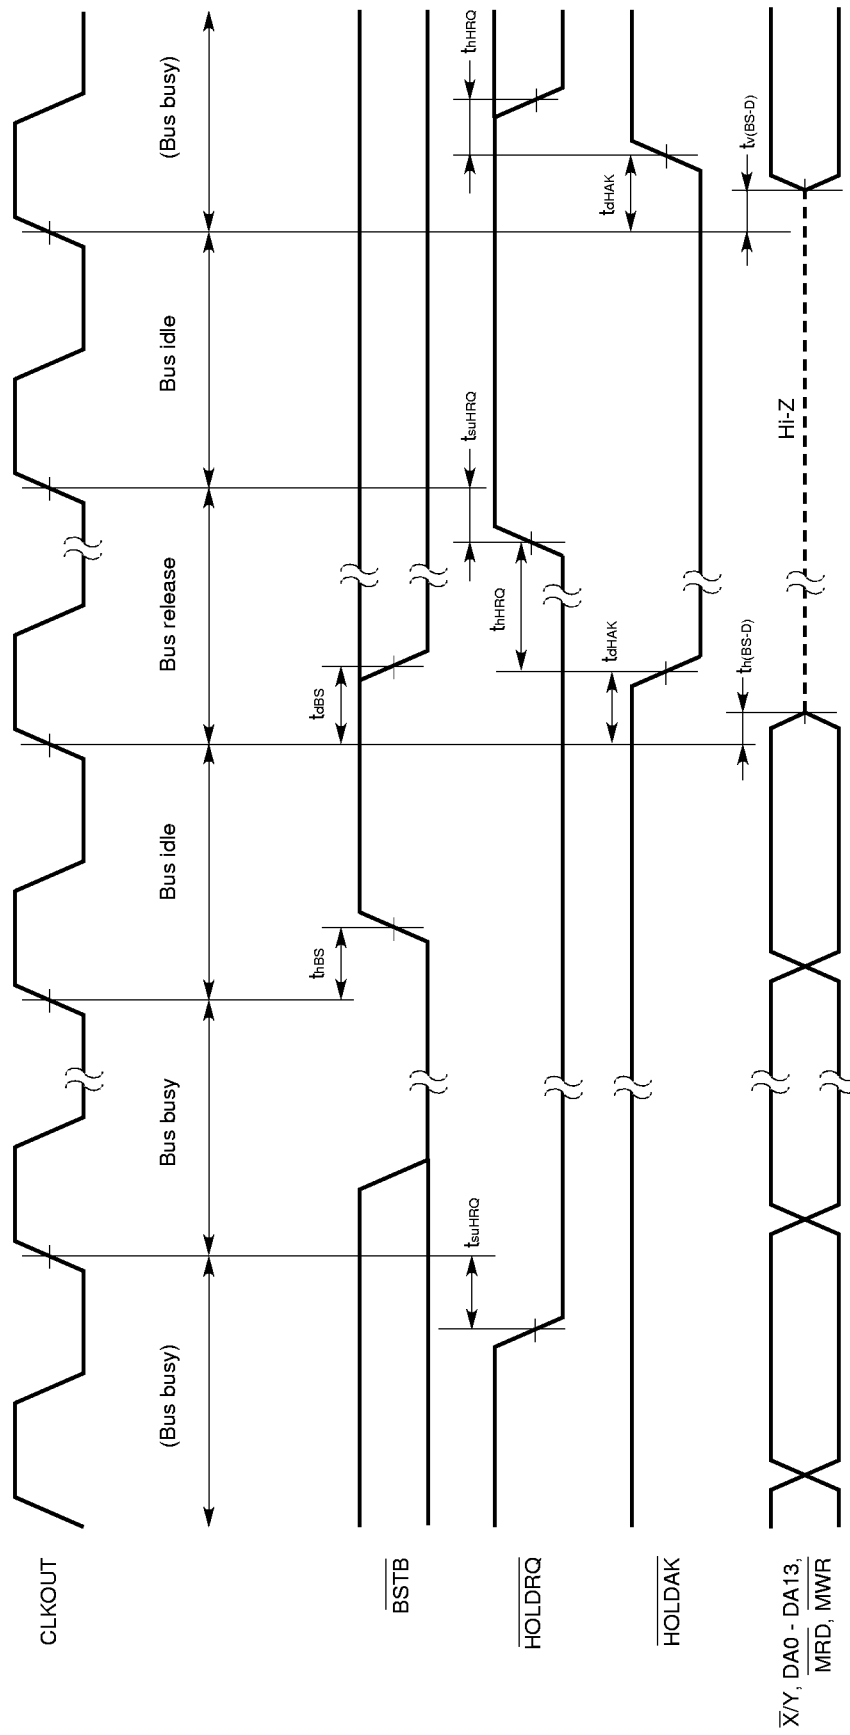 CLKOUT
(Bus busy)
Bus busy
Bus idle
Bus release
Bus idle
(Bus busy)
BSTB
thBS
tdBS
HOLDRQ
tsuHRQ
thHRQ
tsuHRQ
thHRQ
HOLDAK
tdHAK
tdHAK
X/Y, DA0 - DA13,
MRD, MWR
th(BS-D)
Hi-Z
tv(BS-D)